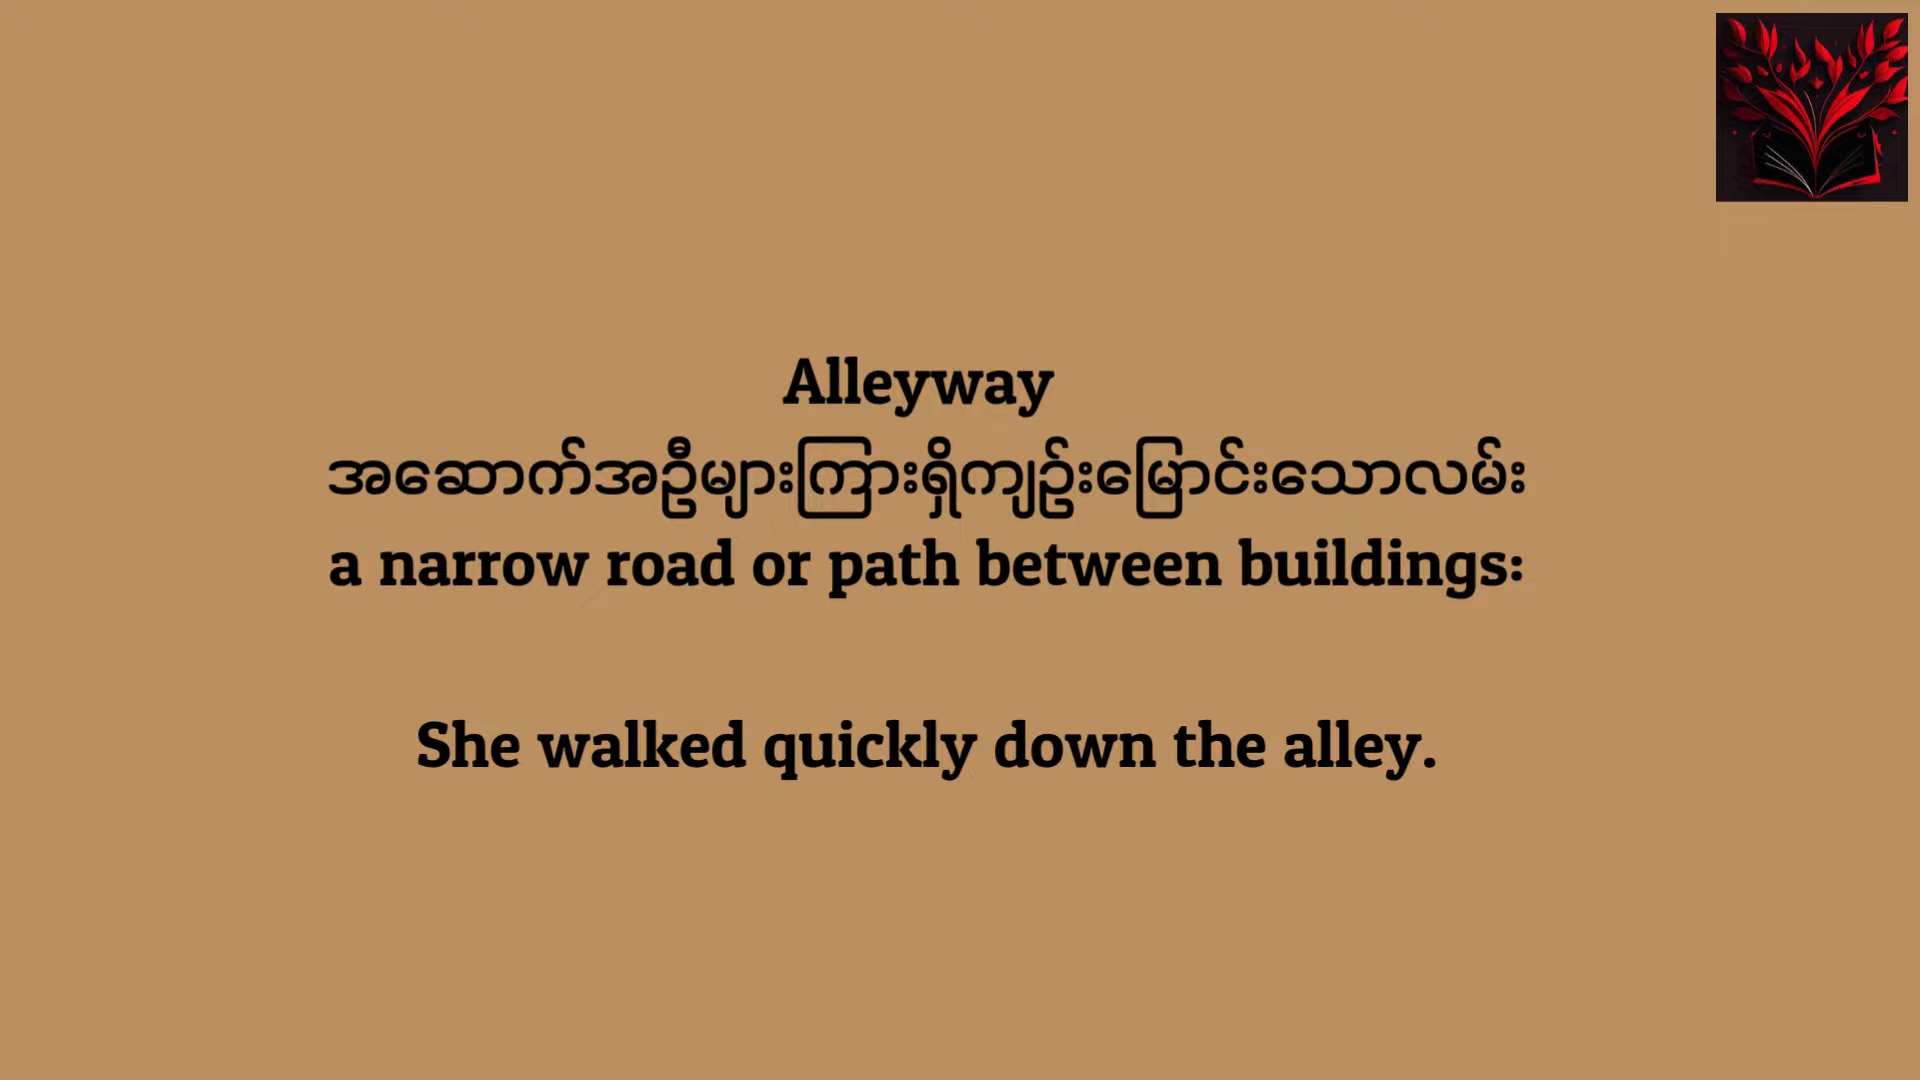 Alleyway
အဆောက်အဦများကြားရှိကျဉ်းမြောင်းသောလမ်း
a narrow road or path between buildings:
She walked quickly down the alley.